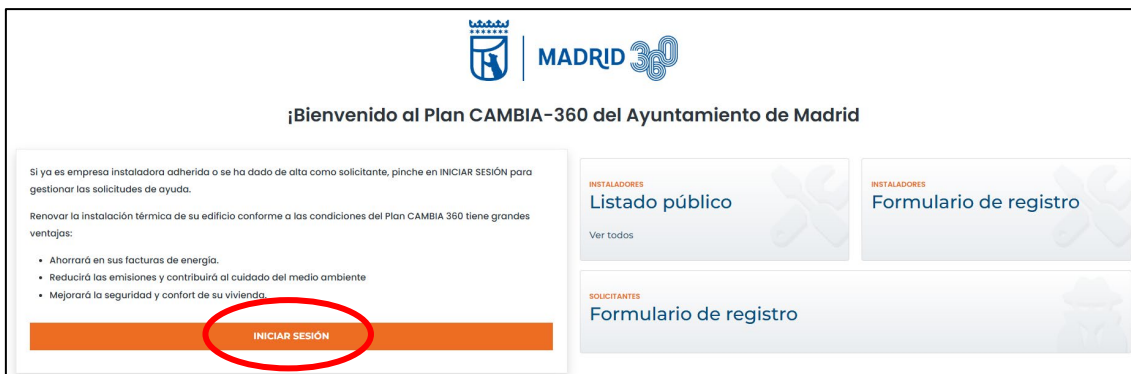 MADRID 360
¡Bienvenido al Plan CAMBIA-360 del Ayuntamiento de Madrid
Si ya es empresa instaladora adherida o se ha dado de alta como solicitante, pinche en INICIAR SESIÓN para
gestionar las solicitudes de ayuda.
Renovar la instalación térmica de su edificio conforme a las condiciones del Plan CAMBIA 360 tiene grandes
ventajas:
• Ahorrará en sus facturas de energía.
• Reducirá las emisiones y contribuirá al cuidado del medio ambiente
• Mejorará la seguridad y confort de su vivienda.
INICIAR SESIÓN
INSTALADORES
Listado público
Ver todos
INSTALADORES
Formulario de registro
SOLICITANTES
Formulario de registro